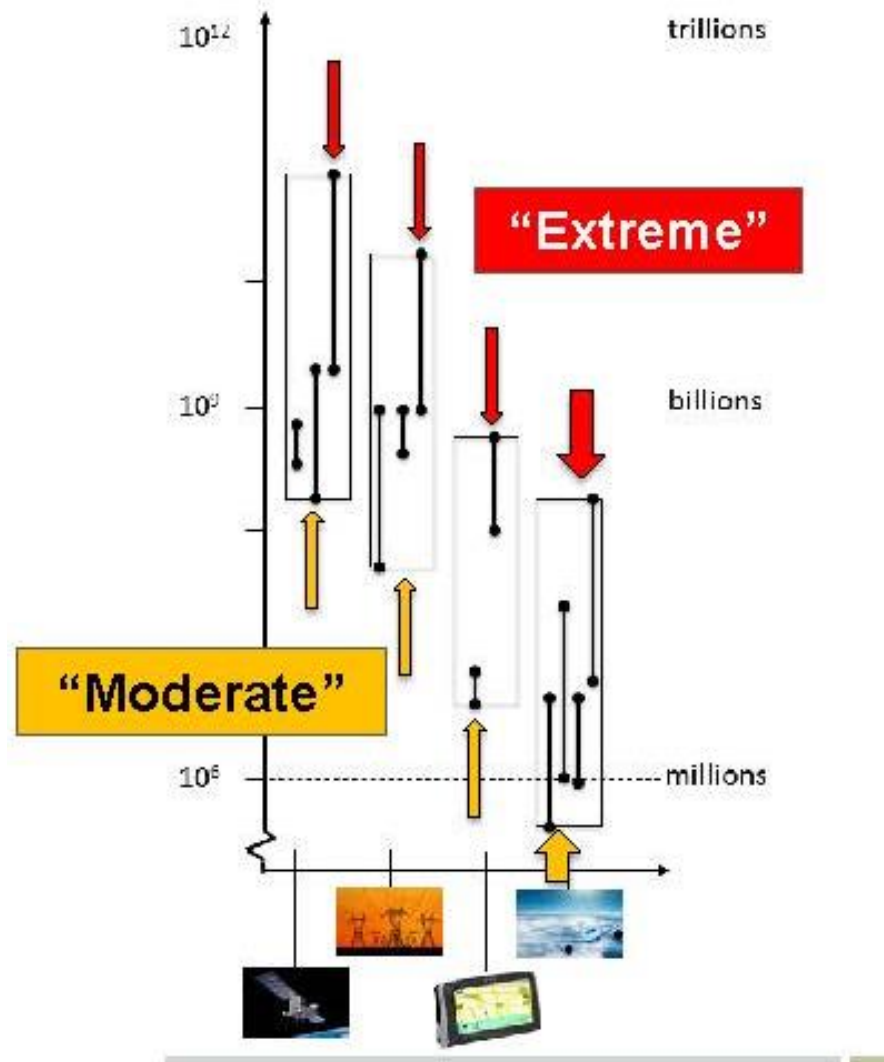 10¹² trillions
“Extreme”
10⁹ billions
“Moderate”
10⁶ millions